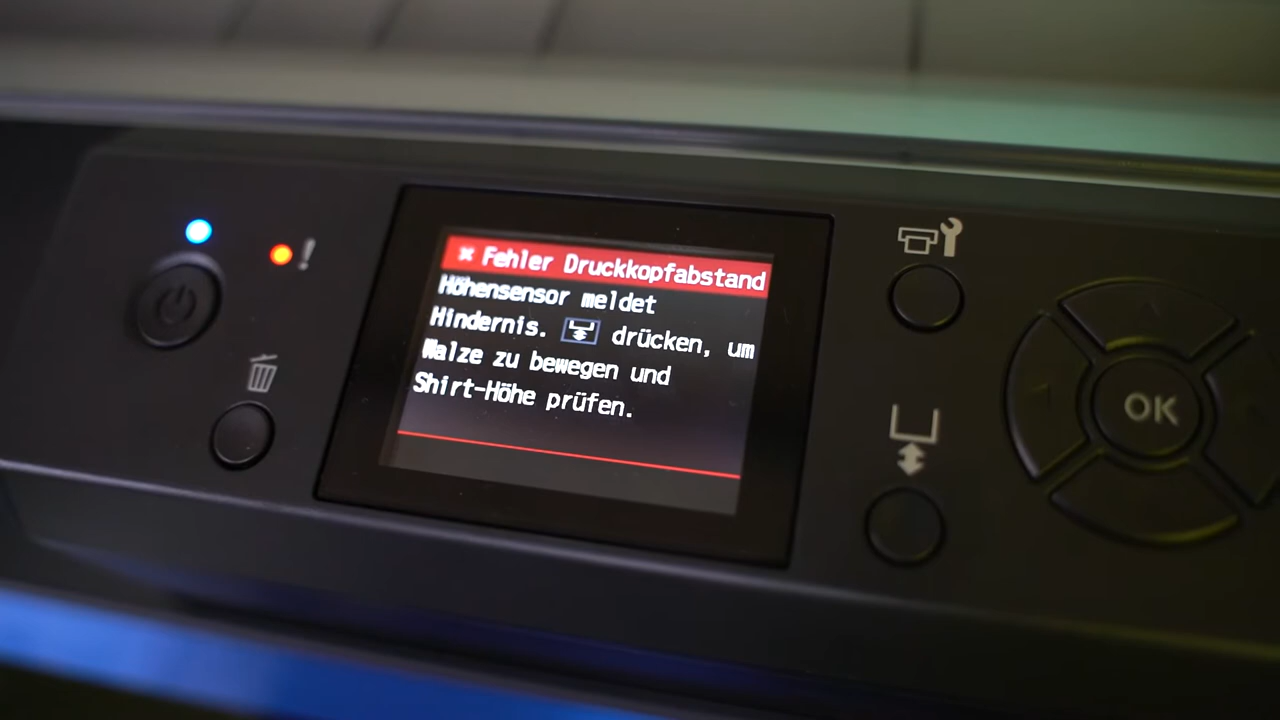 Fehler Druckkopfabstand
Höhensensor meldet
Hindernis. drücken, um
Walze zu bewegen und
Shirt-Höhe prüfen.
OK